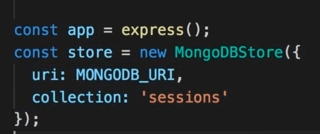 const app = express();
const store = new MongoDBStore({
  uri: MONGODB_URI,
  collection: 'sessions'
});